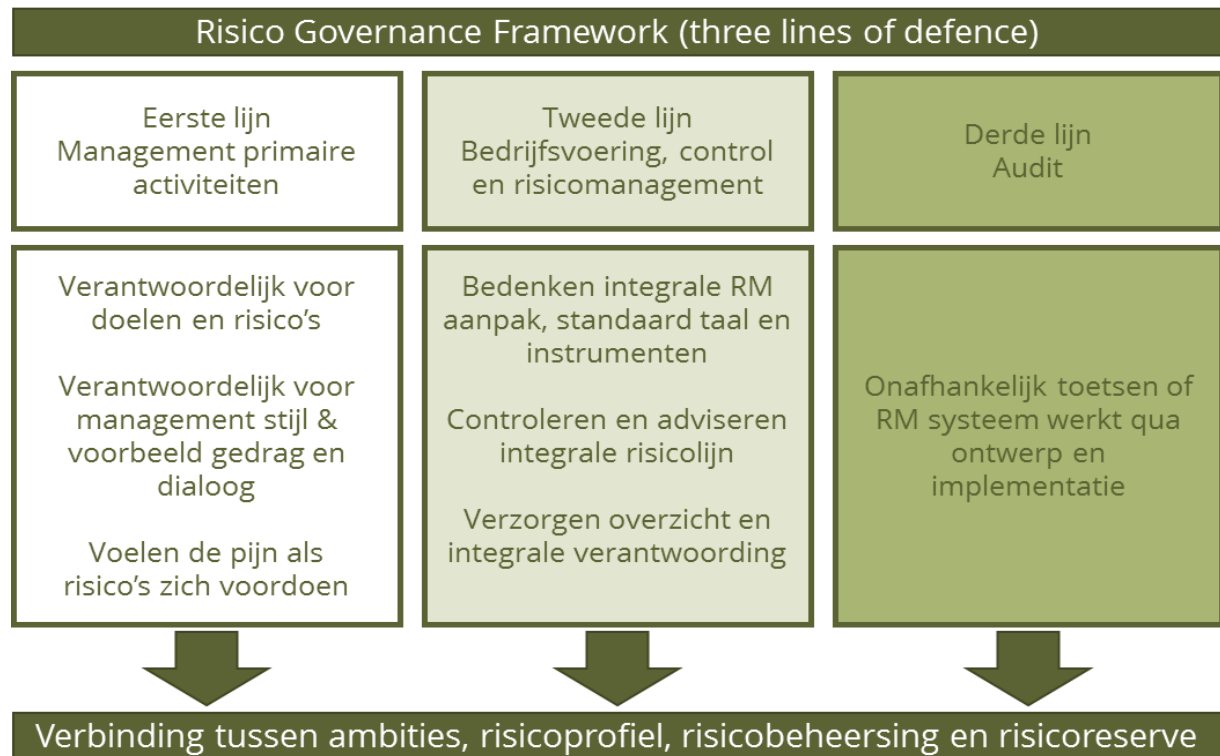 Risico Governance Framework (three lines of defence)
Eerste lijn
Management primaire
activiteiten
Tweede lijn
Bedrijfsvoering, control
en risicomanagement
Derde lijn
Audit
Verantwoordelijk voor
doelen en risico’s
Verantwoordelijk voor
management stijl &
voorbeeld gedrag en
dialoog
Voelen de pijn als
risico’s zich voordoen
Bedenken integrale RM
aanpak, standaard taal en
instrumenten
Controleren en adviseren
integrale risicolijn
Verzorgen overzicht en
integrale verantwoording
Onafhankelijk toetsen of
RM systeem werkt qua
ontwerp en
implementatie
Verbinding tussen ambities, risicoprofiel, risicobeheersing en risicoreserve